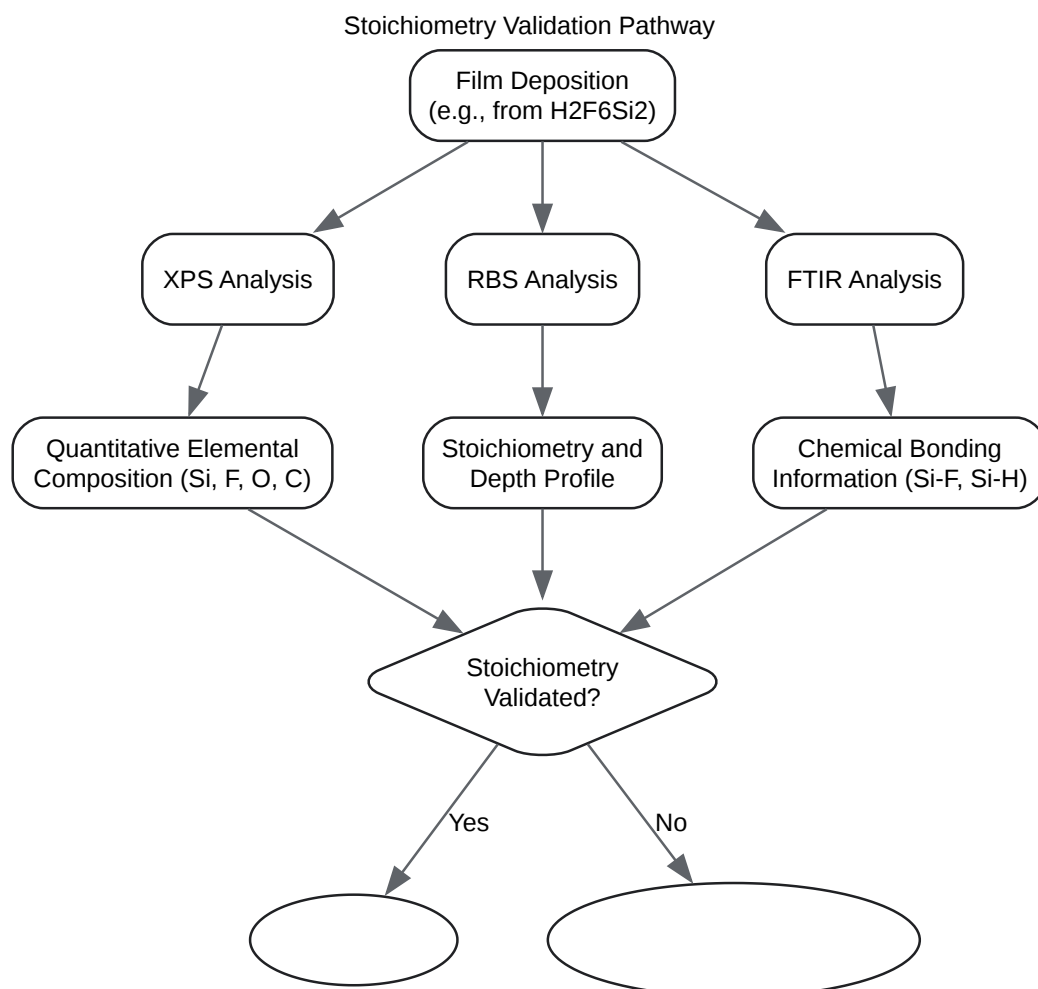 Stoichiometry Validation Pathway
Film Deposition
(e.g., from H2F6Si2)
XPS Analysis
RBS Analysis
FTIR Analysis
Quantitative Elemental
Composition (Si, F, O, C)
Stoichiometry and
Depth Profile
Chemical Bonding
Information (Si-F, Si-H)
Stoichiometry
Validated?
Yes
No